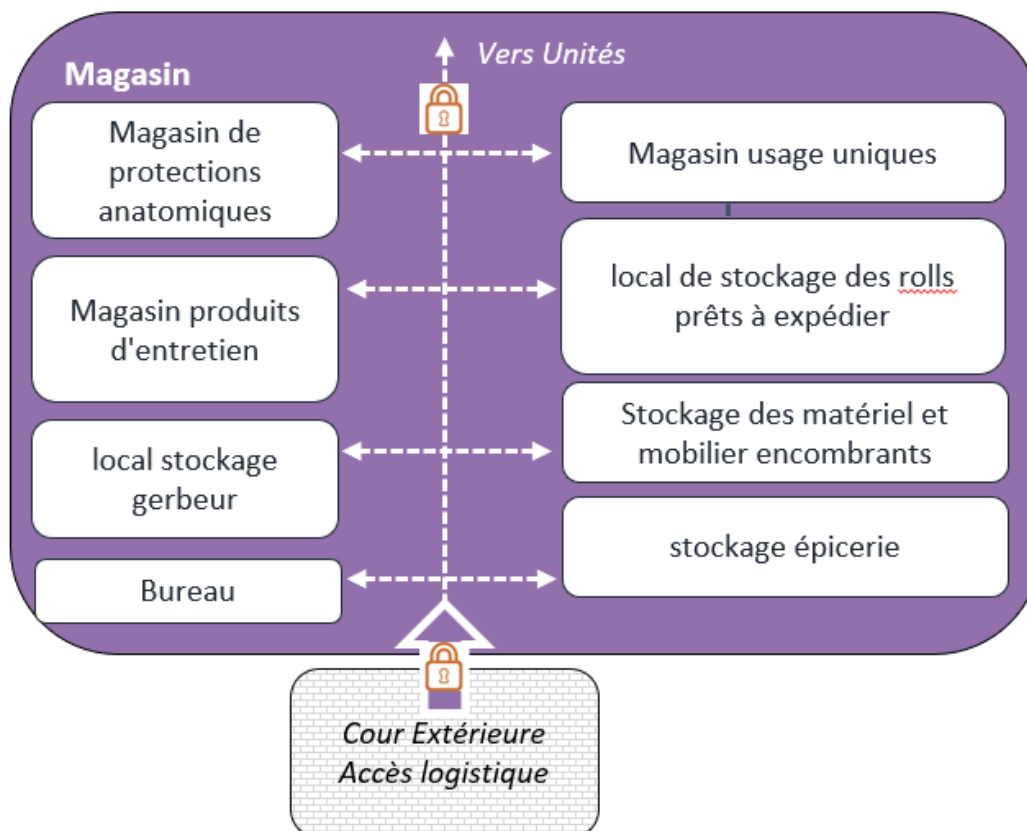 Vers Unités
Magasin
Magasin de
protections
anatomiques
Magasin usage uniques
Magasin produits
d'entretien
local de stockage des rolls
prêts à expédier
local stockage
gerbeur
Stockage des matériel et
mobilier encombrants
Bureau
stockage épicerie
Cour Extérieure
Accès logistique